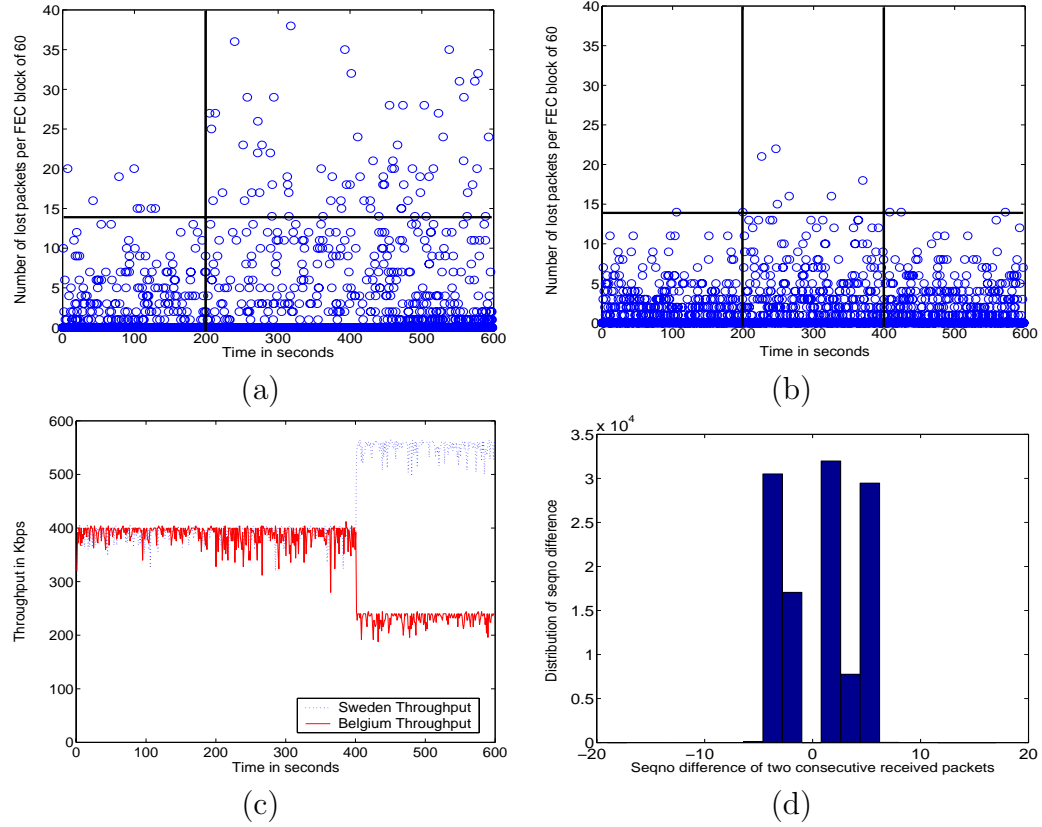 Number of lost packets per FEC block of 60
40
35
30
25
20
15
10
5
0
0 100 200 300 400 500 600
Time in seconds
(a)
Number of lost packets per FEC block of 60
40
35
30
25
20
15
10
5
0
0 100 200 300 400 500 600
Time in seconds
(b)
Throughput in Kbps
600
500
400
300
200
100
0
0 100 200 300 400 500 600
Time in seconds
Sweden Throughput
Belgium Throughput
(c)
x 10⁴
Distribution of seqno difference
3.5
3
2.5
2
1.5
1
0.5
0
−20 −10 0 10 20
Seqno difference of two consecutive received packets
(d)